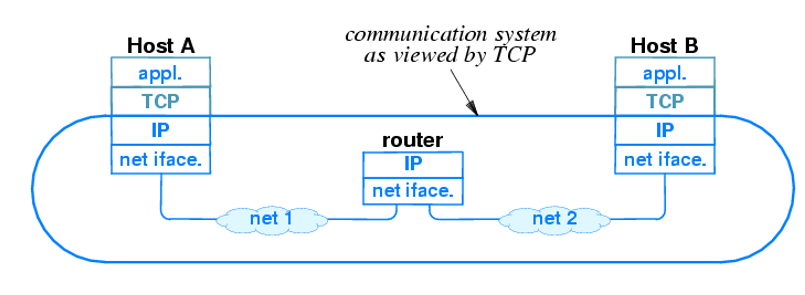 communication system
as viewed by TCP
Host A
appl.
TCP
IP
net iface.
router
IP
net iface.
Host B
appl.
TCP
IP
net iface.
net 1
net 2